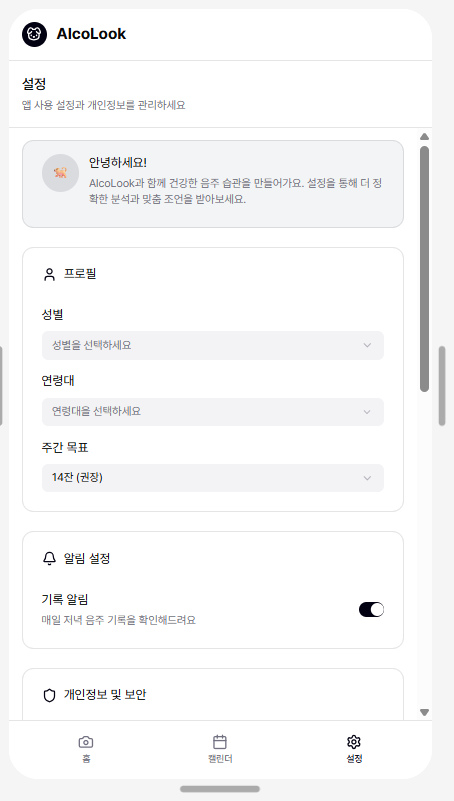 AlcoLook
설정
앱 사용 설정과 개인정보를 관리하세요
안녕하세요!
AlcoLook과 함께 건강한 음주 습관을 만들어가요. 설정을 통해 더 정
확한 분석과 맞춤 조언을 받아보세요.
프로필
성별
성별을 선택하세요
연령대
연령대을 선택하세요
주간 목표
14잔 (권장)
알림 설정
기록 알림
매일 저녁 음주 기록을 확인해드려요
개인정보 및 보안
홈
캘린더
설정